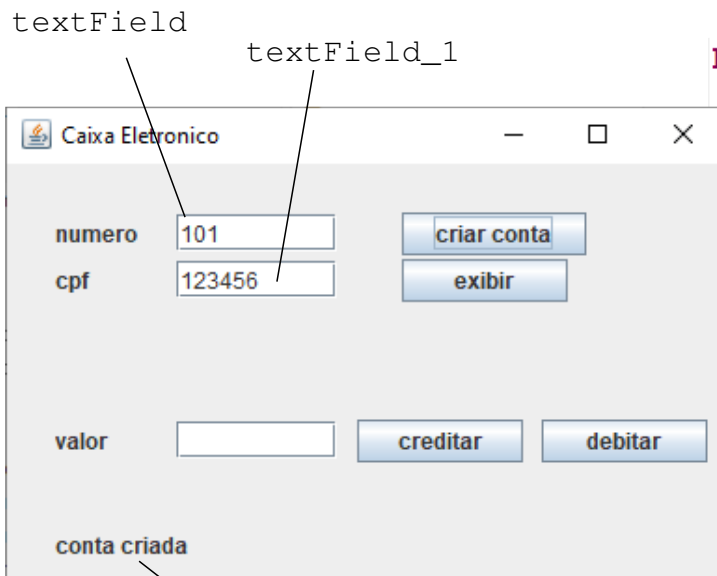 textField
textField_1
Caixa Eletronico
numero 101 criar conta
cpf 123456 exibir
valor creditar debitar
conta criada